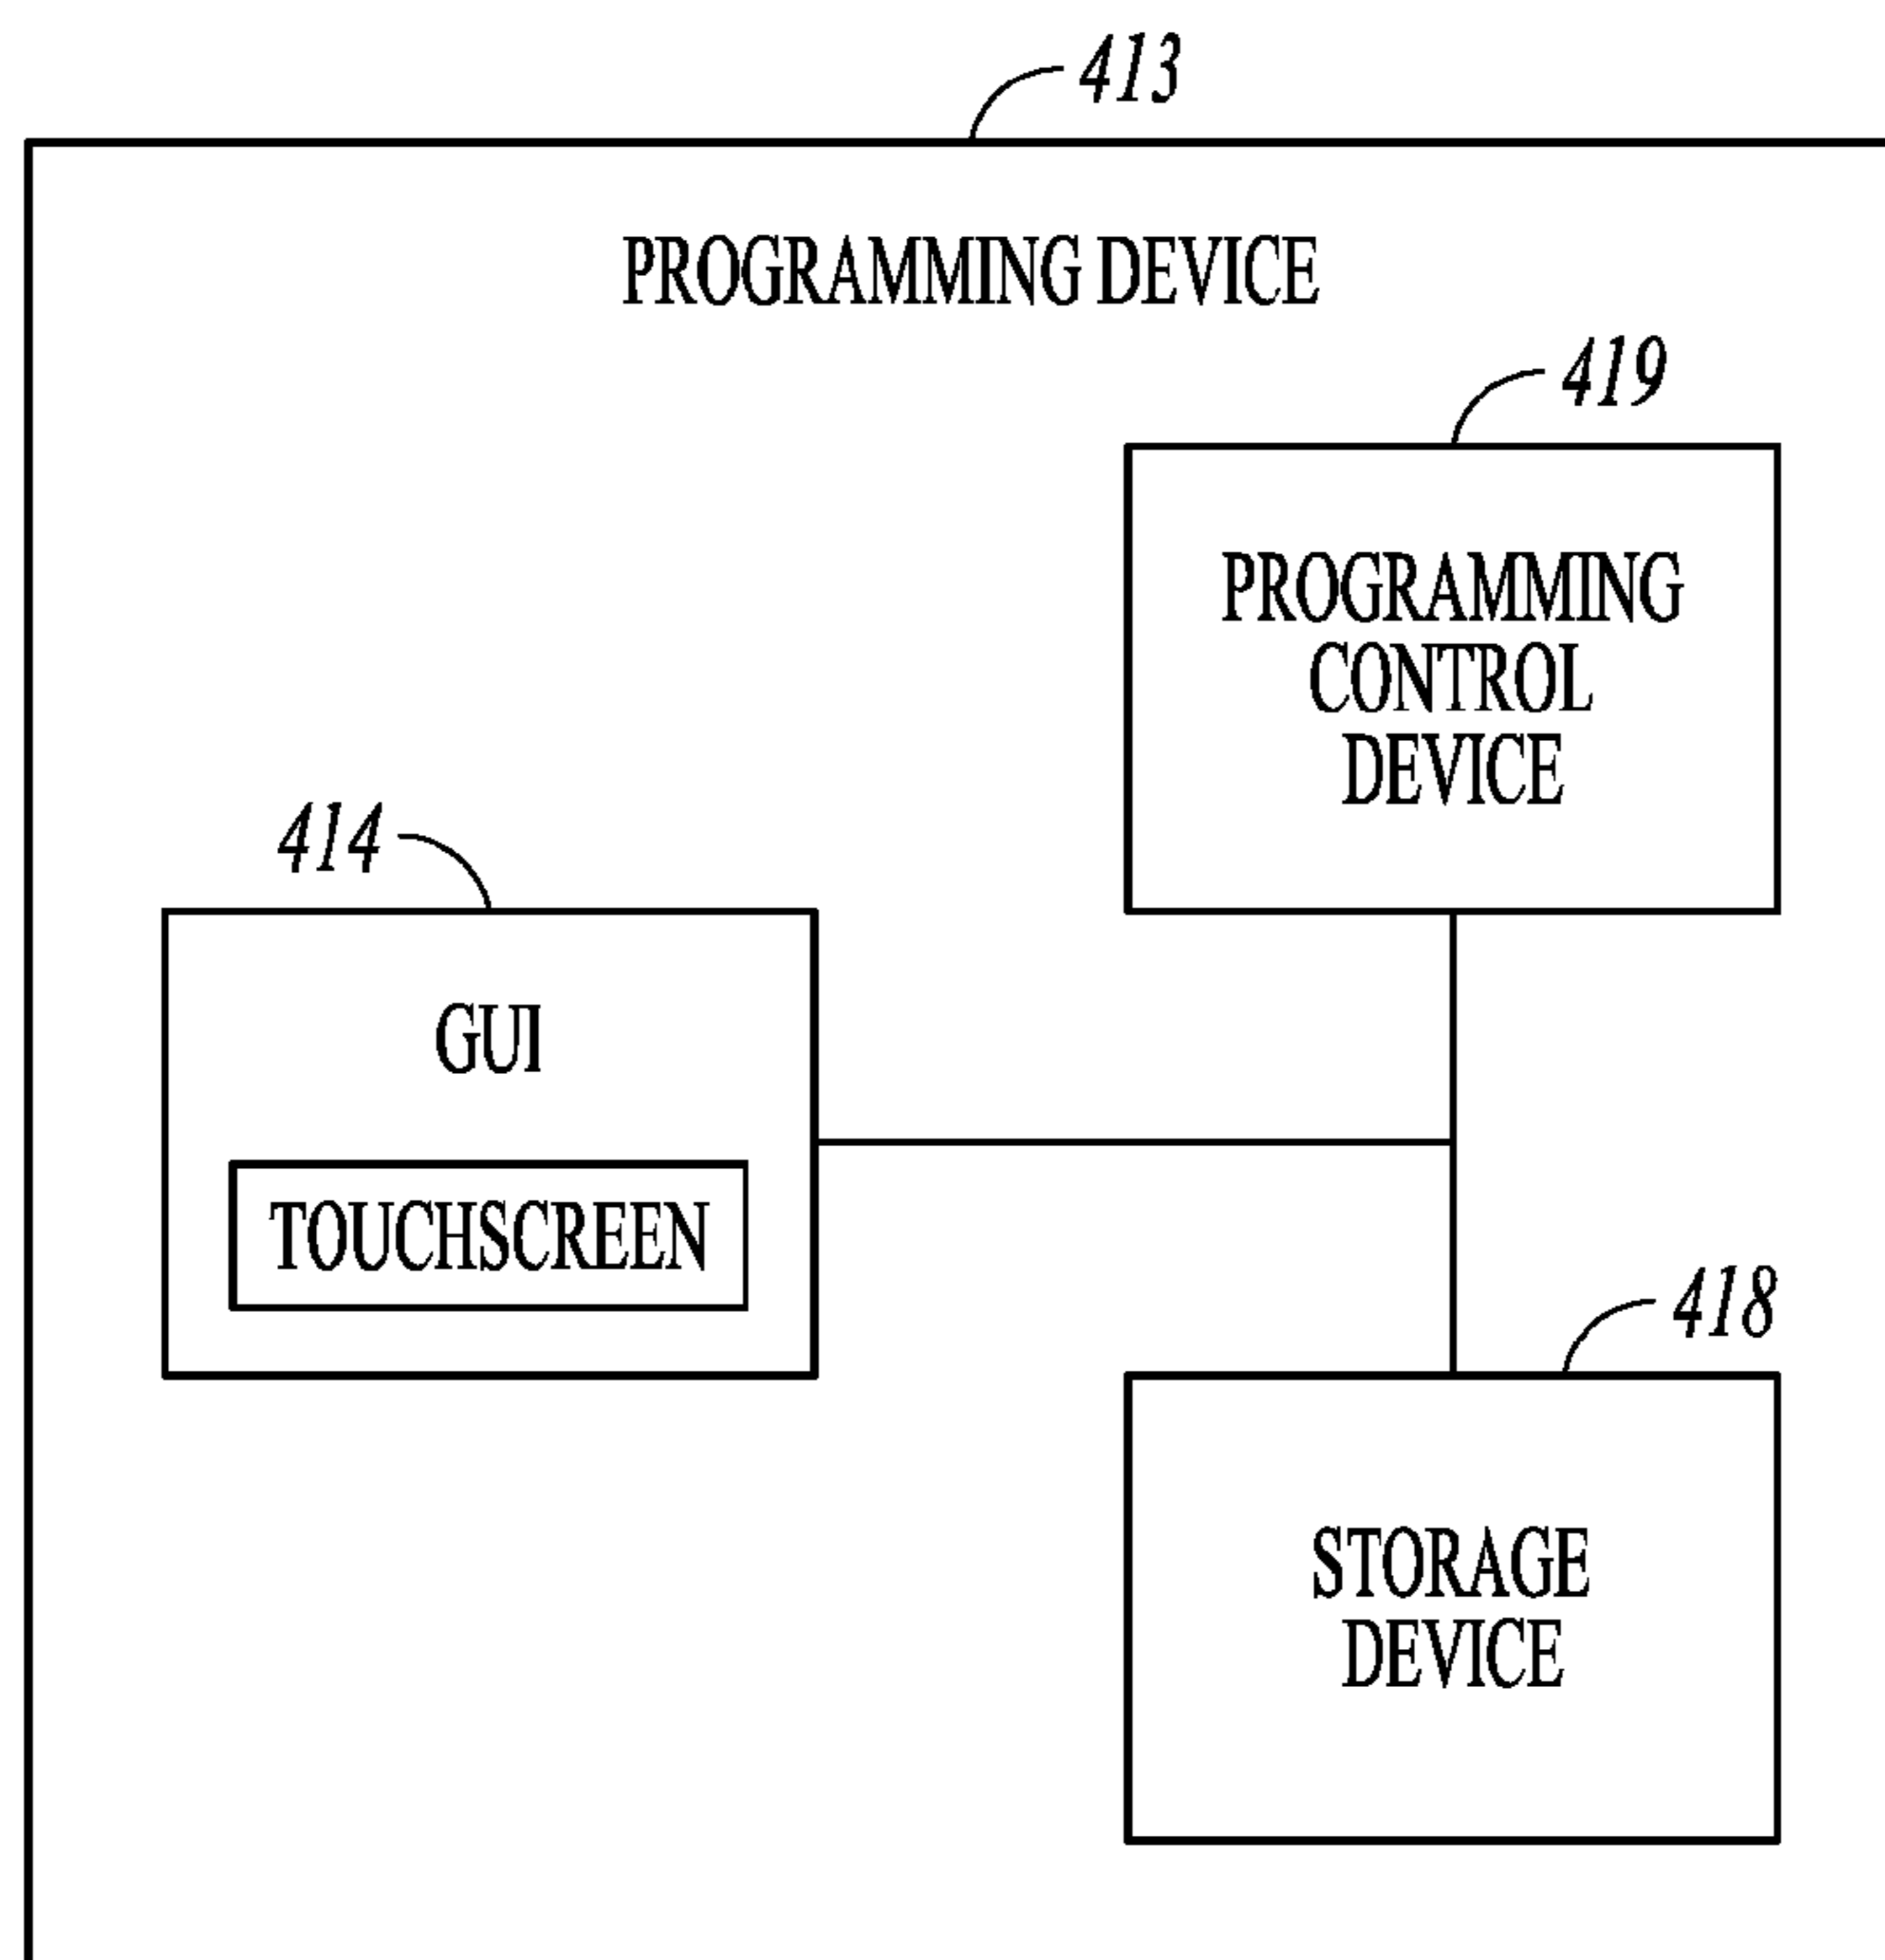 413
PROGRAMMING DEVICE
419
PROGRAMMING
CONTROL
DEVICE
414
GUI
TOUCHSCREEN
418
STORAGE
DEVICE